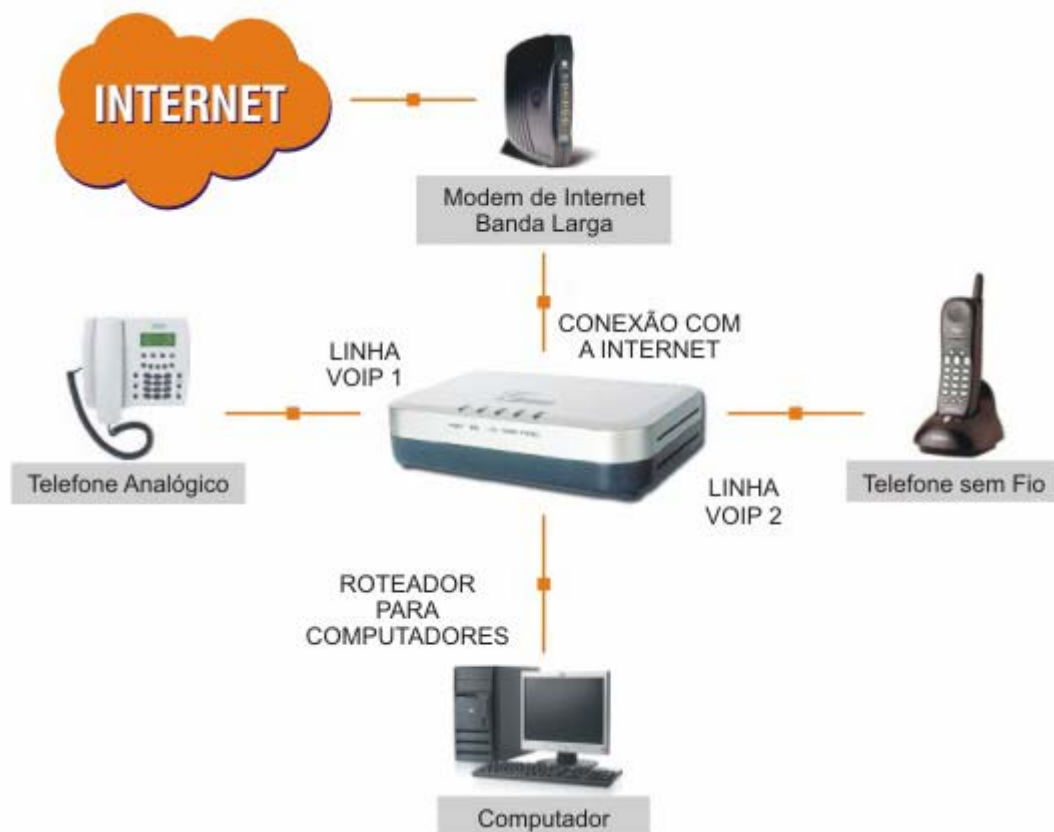 INTERNET
Modem de Internet
Banda Larga
CONEXÃO COM
A INTERNET
LINHA
VOIP 1
Telefone Analógico
LINHA
VOIP 2
Telefone sem Fio
ROTEADOR
PARA
COMPUTADORES
Computador